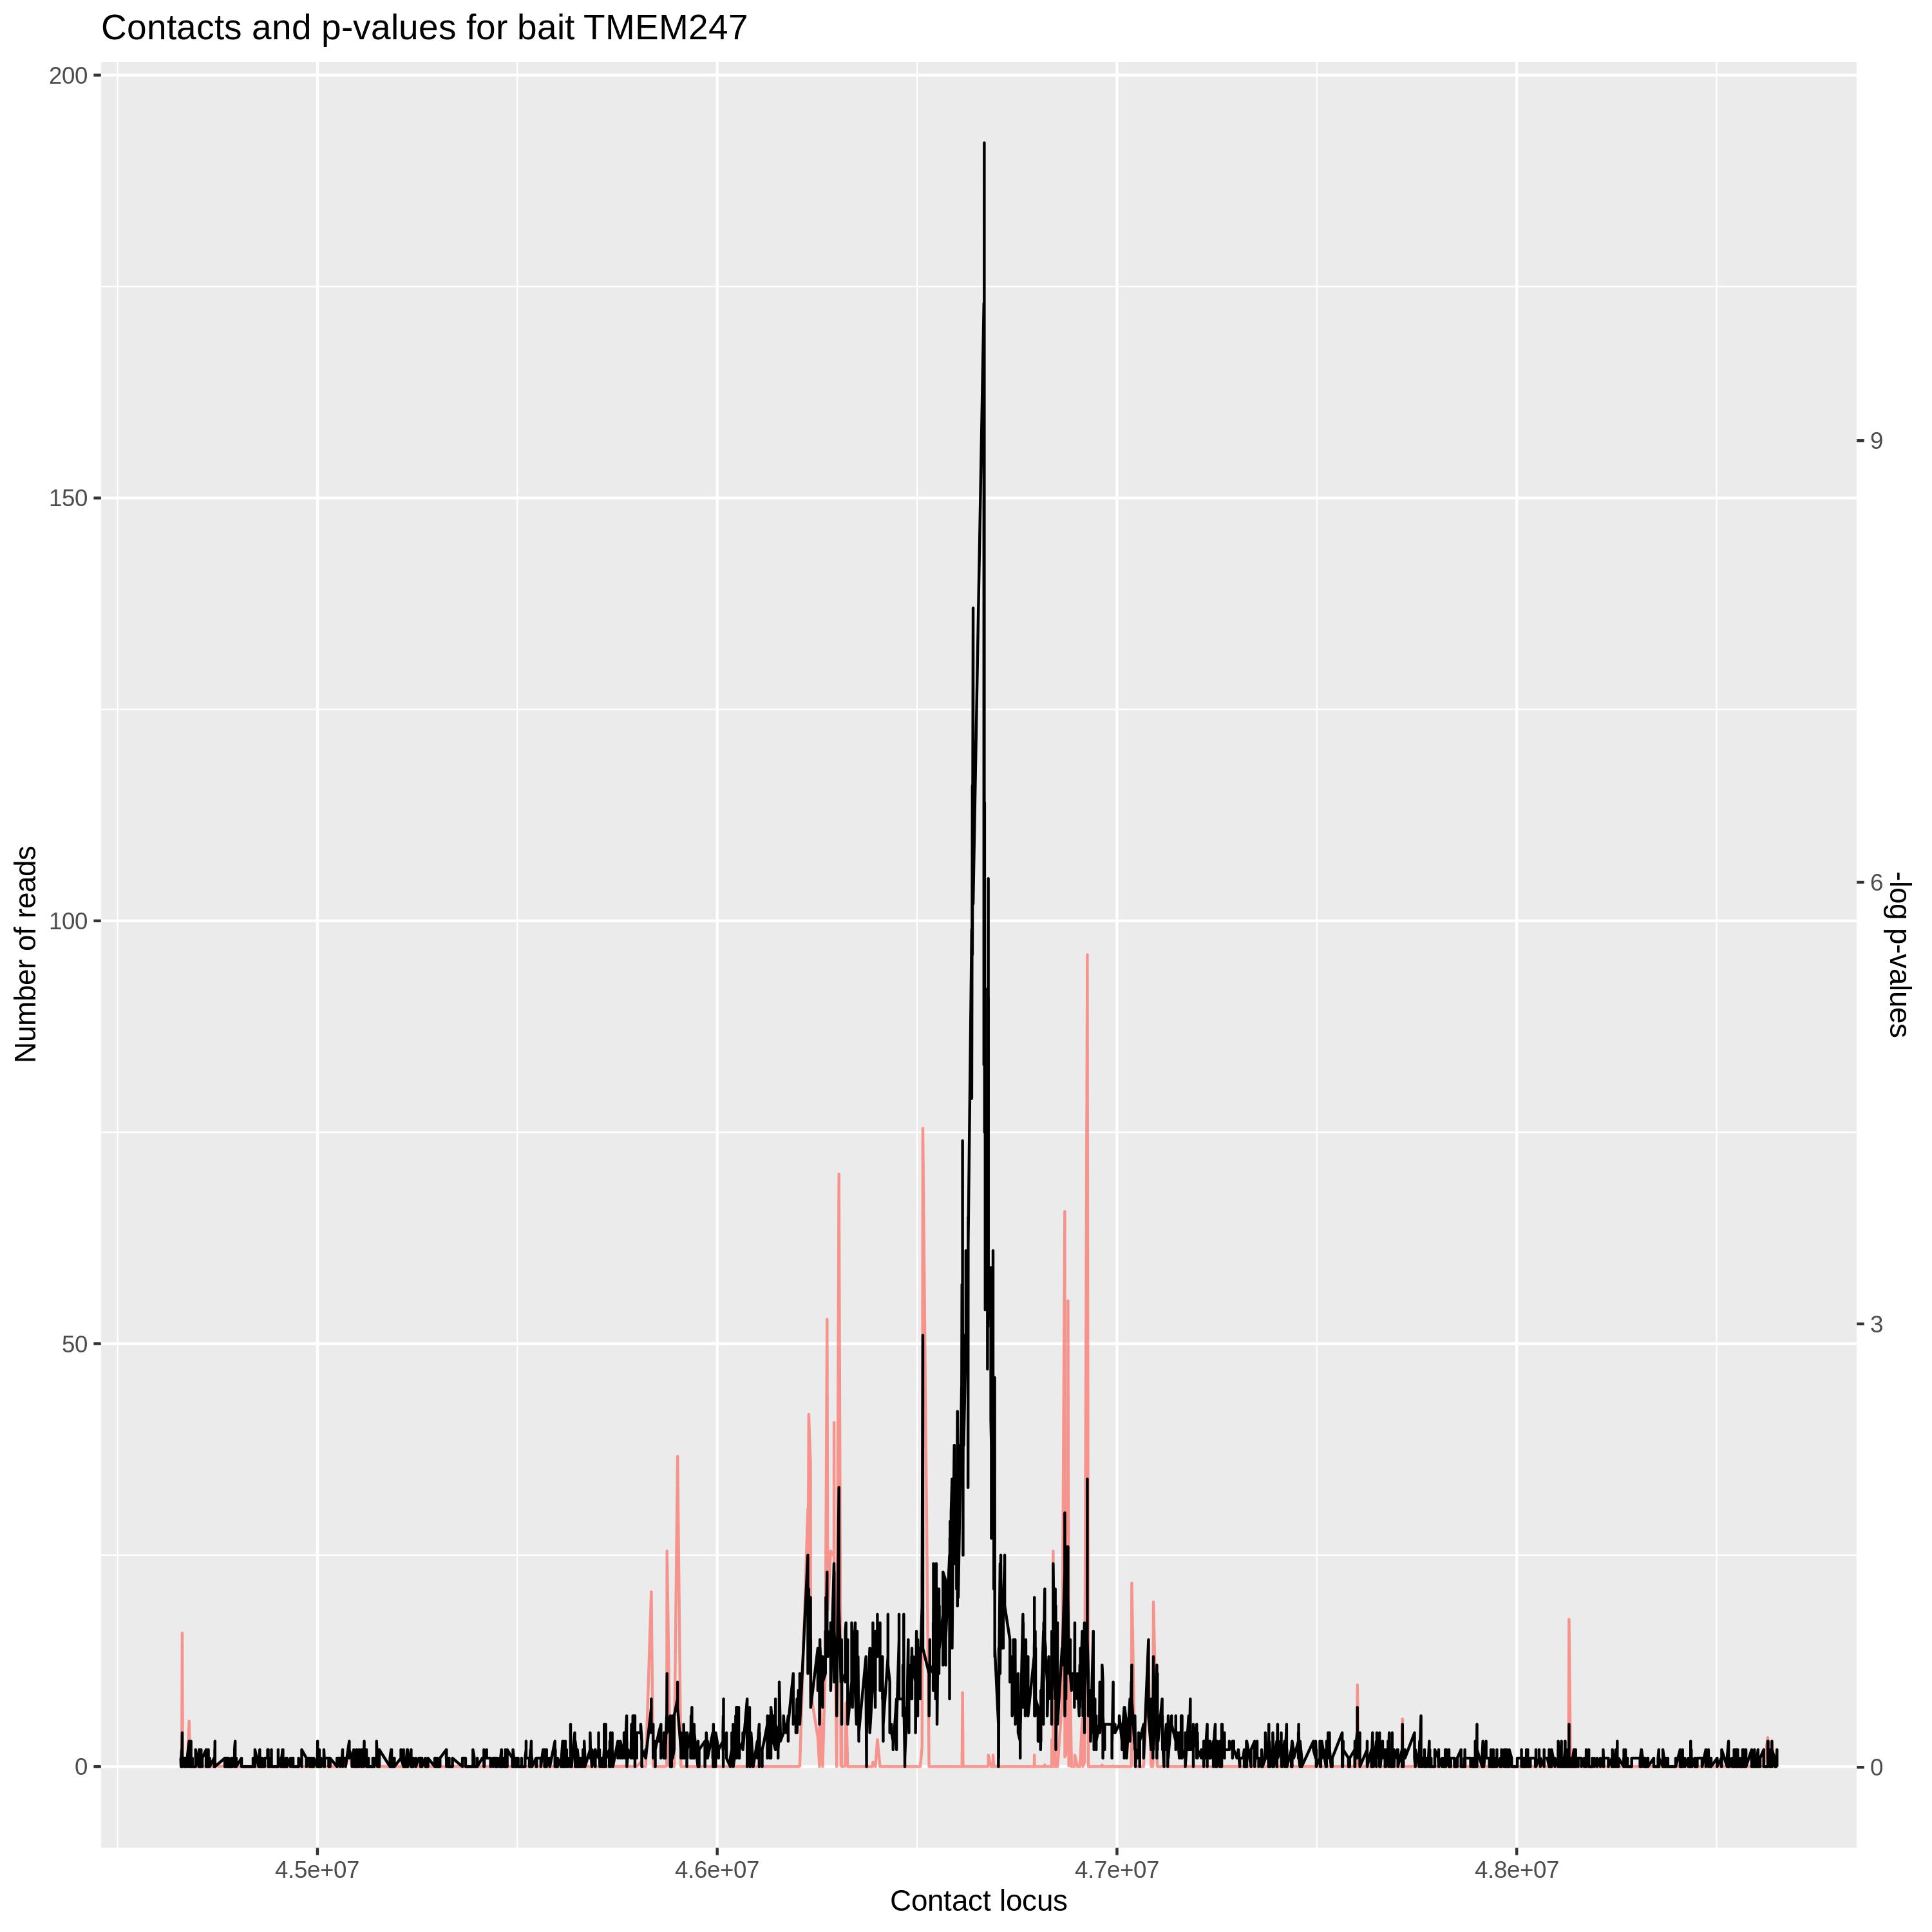 Contacts and p-values for bait TMEM247
200
150
100
50
0
Number of reads
9
6
3
0
-log p-values
4.5e+07
4.6e+07
4.7e+07
4.8e+07
Contact locus